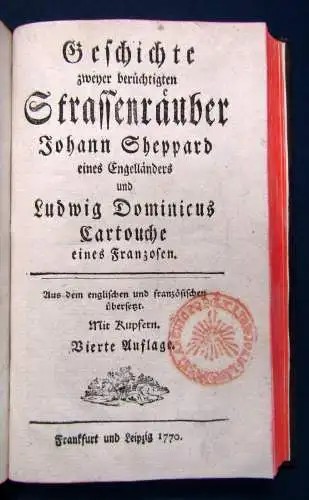 Geschichte
zweyer berüchtigten
Strassenräuber
Johann Sheppard
eines Engelländers
und
Ludwig Dominicus
Cartouche
eines Franzosen.
Aus dem englischen und französischen
übersetzt.
Mit Kupfern.
Vierte Auflage.
Frankfurt und Leipzig 1770.